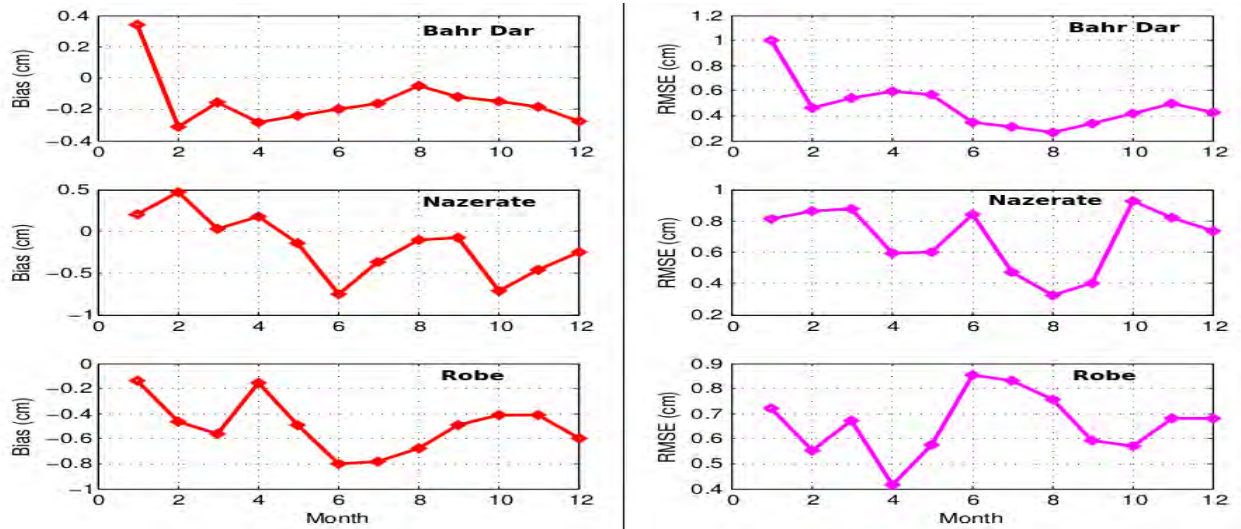 Bahr Dar
Bias (cm)
0.4
0.2
0
−0.2
−0.4
0 2 4 6 8 10 12
Nazerate
Bias (cm)
0.5
0
−0.5
−1
0 2 4 6 8 10 12
Robe
Bias (cm)
0
−0.2
−0.4
−0.6
−0.8
−1
0 2 4 6 8 10 12
Month
Bahr Dar
RMSE (cm)
1.2
1
0.8
0.6
0.4
0.2
0 2 4 6 8 10 12
Nazerate
RMSE (cm)
1
0.8
0.6
0.4
0.2
0 2 4 6 8 10 12
Robe
RMSE (cm)
0.9
0.8
0.7
0.6
0.5
0.4
0 2 4 6 8 10 12
Month